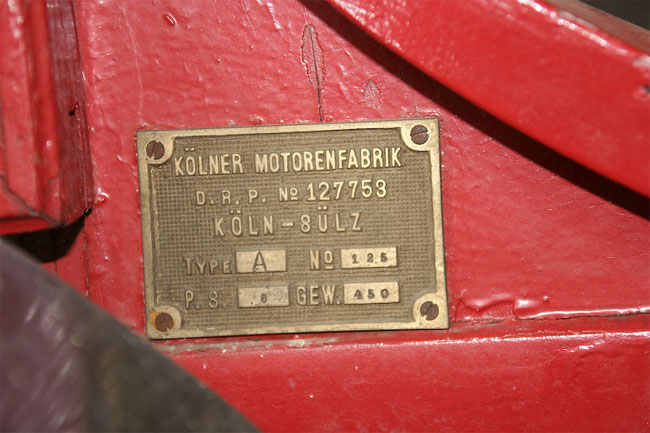 KÖLNER MOTORENFABRIK
D. R. P. No 127753
KÖLN-SÜLZ
TYPE A No 125
P. S. 6 GEW. 450